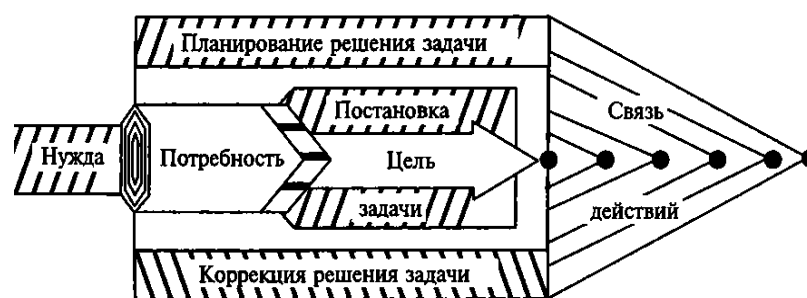 Планирование решения задачи
Постановка
Связь
Нужда
Потребность
Цель
задачи
действий
Коррекция решения задачи